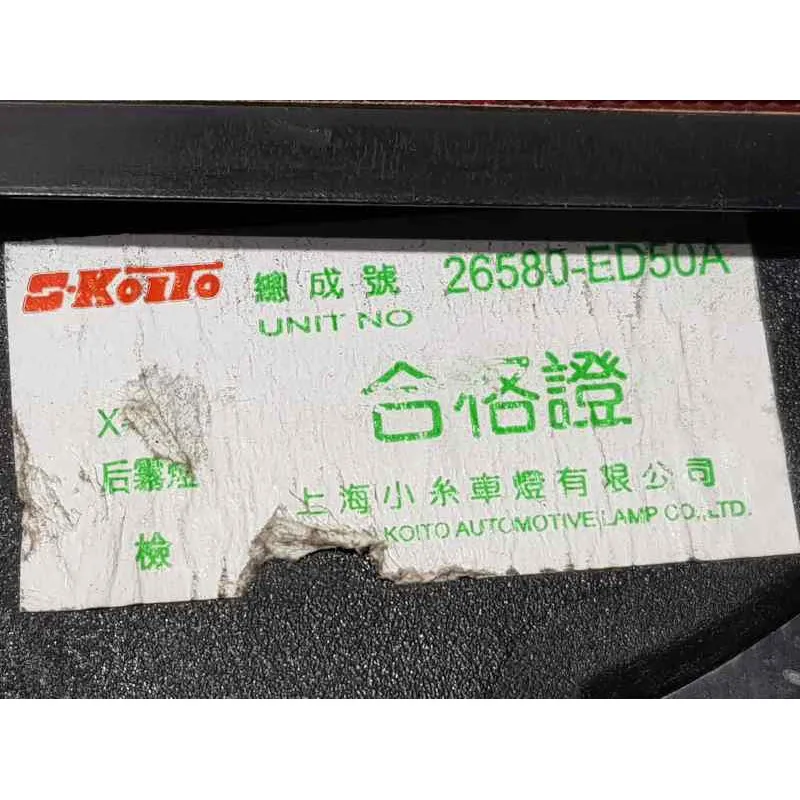 S-KOITO 總成號 26580-ED50A
UNIT NO
合格證
X
后霧燈
上海小糸車燈有限公司
KOITO AUTOMOTIVE LAMP CO.,LTD.
檢